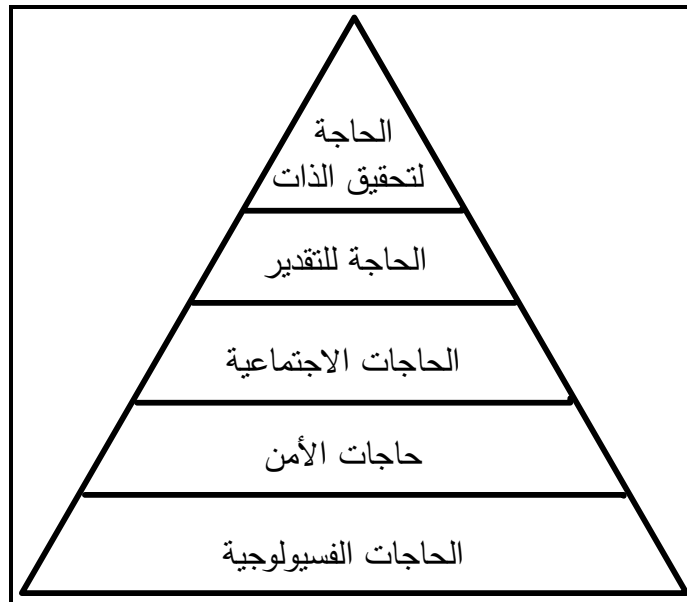 الحاجة
لتحقيق الذات
الحاجة للتقدير
الحاجات الاجتماعية
حاجات الأمن
الحاجات الفسيولوجية